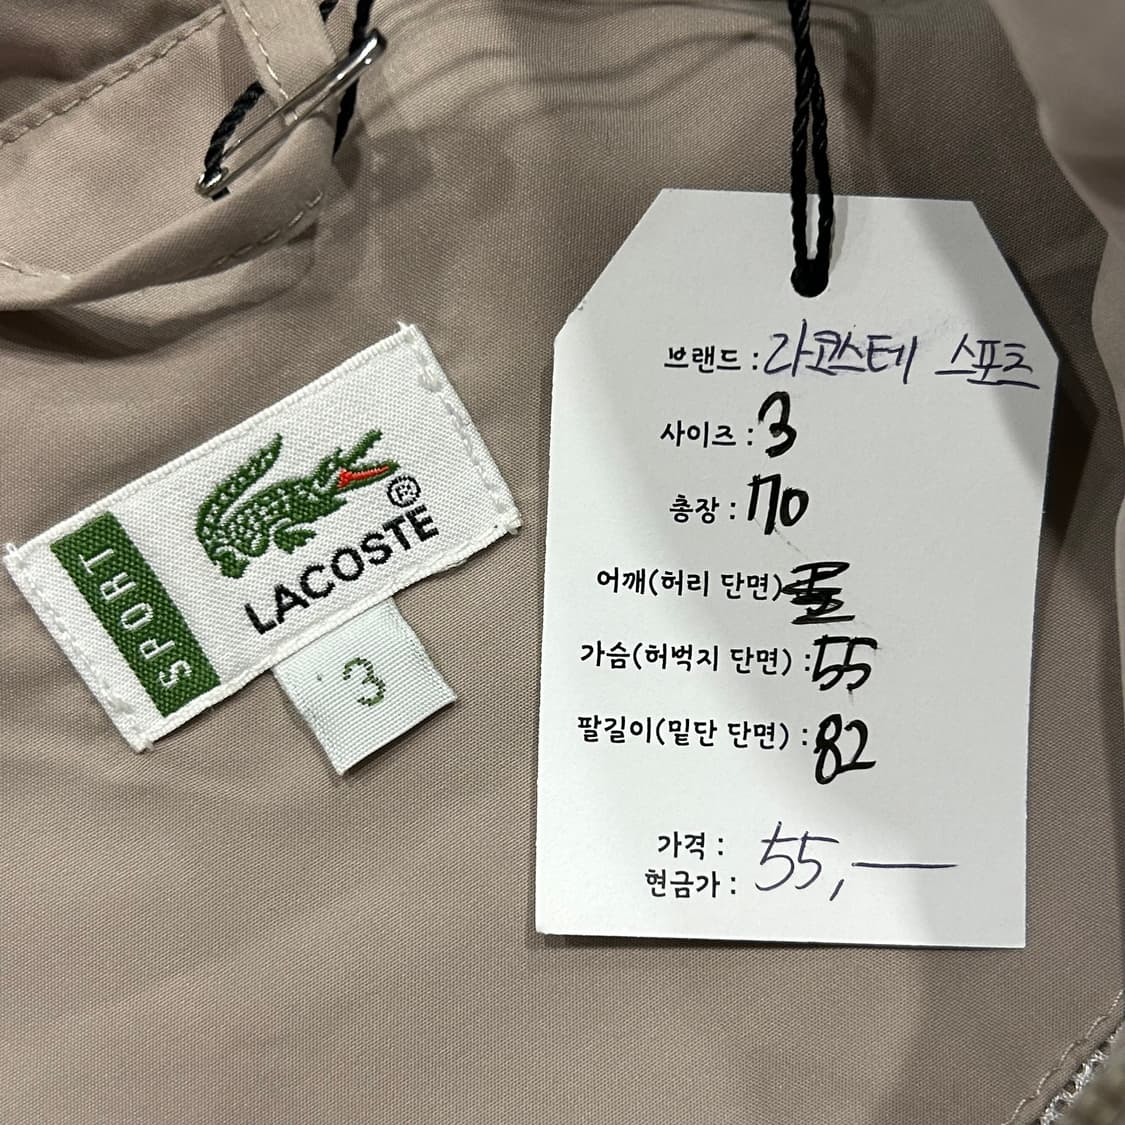 SPORT
LACOSTE
®
3
브랜드 : 라코스테 스포츠
사이즈 : 3
총장 : 70
어깨(허리 단면)
가슴(허벅지 단면) : 55
팔길이(밑단 단면) : 82
가격 :
현금가 : 55,—